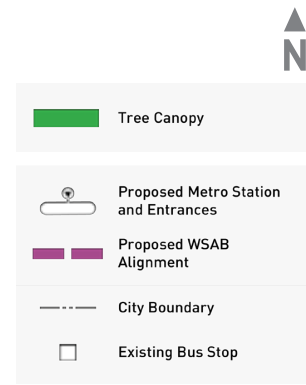 N
Tree Canopy
Proposed Metro Station
and Entrances
Proposed WSAB
Alignment
City Boundary
Existing Bus Stop